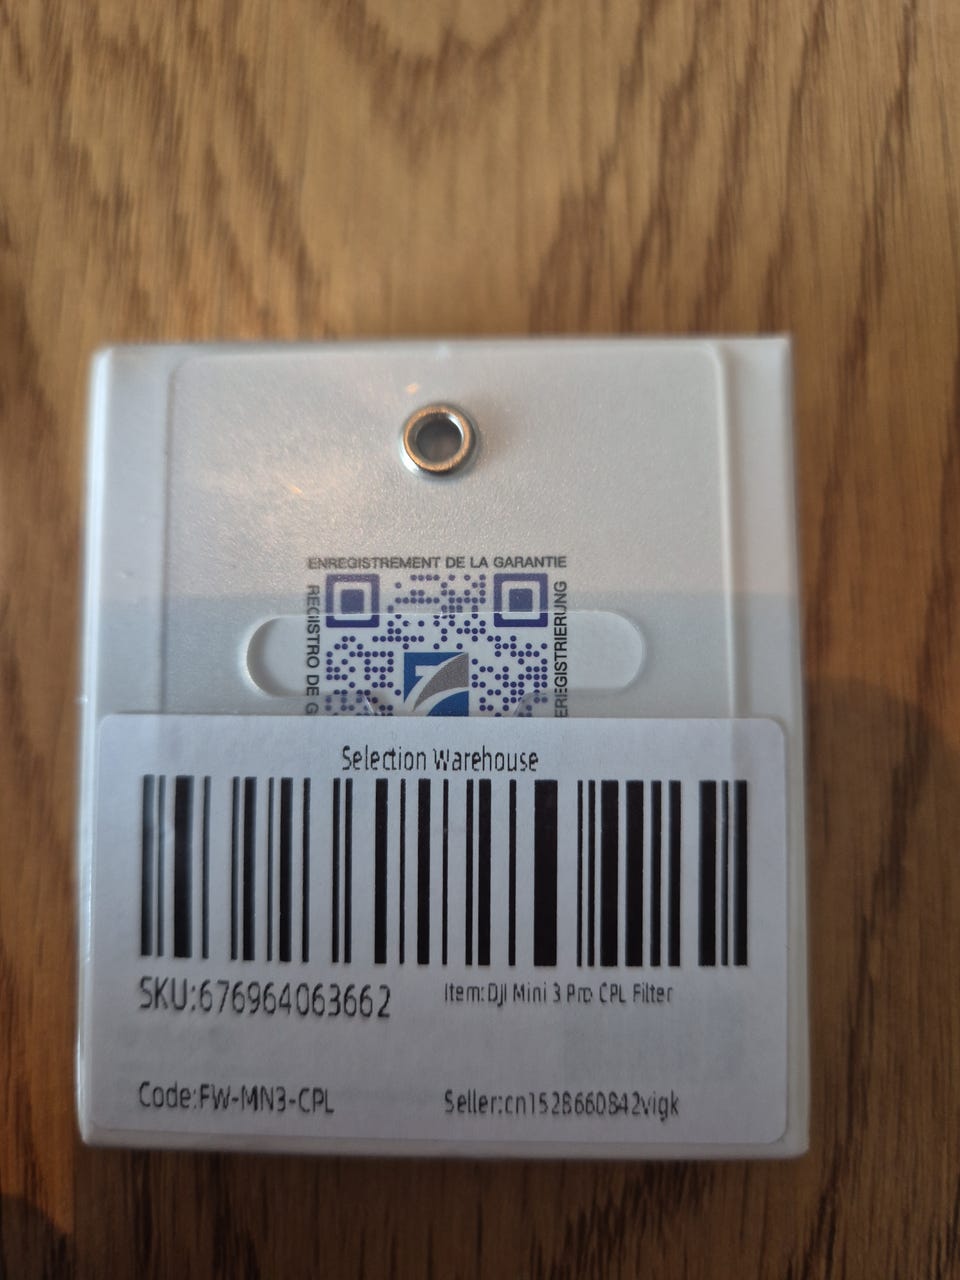 ENREGISTREMENT DE LA GARANTIE
REGISTRO DE
Selection Warehouse
SKU:676964063662
Item:DJI Mini 3 Pro CPL Filter
Code:FW-MN3-CPL
Seller:cn1528660842vigk